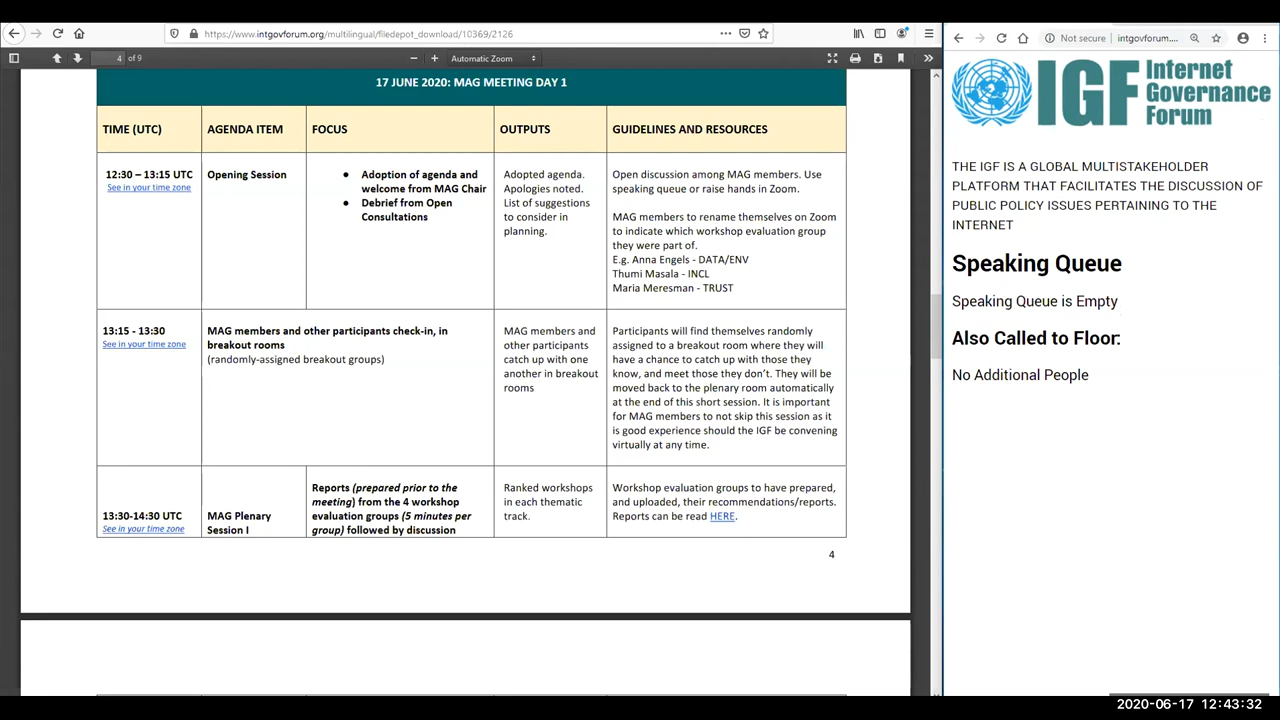 https://www.intgovforum.org/multilingual/filedepot_download/10369/2126
4 of 9
Automatic Zoom
17 JUNE 2020: MAG MEETING DAY 1
TIME (UTC) AGENDA ITEM FOCUS OUTPUTS GUIDELINES AND RESOURCES
12:30 – 13:15 UTC
See in your time zone
Opening Session
• Adoption of agenda and
welcome from MAG Chair
• Debrief from Open
Consultations
Adopted agenda.
Apologies noted.
List of suggestions
to consider in
planning.
Open discussion among MAG members. Use
speaking queue or raise hands in Zoom.
MAG members to rename themselves on Zoom
to indicate which workshop evaluation group
they were part of.
E.g. Anna Engels - DATA/ENV
Thumi Masala - INCL
Maria Meresman - TRUST
13:15 - 13:30
See in your time zone
MAG members and other participants check-in, in
breakout rooms
(randomly-assigned breakout groups)
MAG members and
other participants
catch up with one
another in breakout
rooms
Participants will find themselves randomly
assigned to a breakout room where they will
have a chance to catch up with those they
know, and meet those they don't. They will be
moved back to the plenary room automatically
at the end of this short session. It is important
for MAG members to not skip this session as it
is good experience should the IGF be convening
virtually at any time.
13:30-14:30 UTC
See in your time zone
MAG Plenary
Session I
Reports (prepared prior to the
meeting) from the 4 workshop
evaluation groups (5 minutes per
group) followed by discussion
Ranked workshops
in each thematic
track.
Workshop evaluation groups to have prepared,
and uploaded, their recommendations/reports.
Reports can be read HERE.
4
Not secure intgovforum....
IGF Internet
Governance
Forum
THE IGF IS A GLOBAL MULTISTAKEHOLDER
PLATFORM THAT FACILITATES THE DISCUSSION OF
PUBLIC POLICY ISSUES PERTAINING TO THE
INTERNET
Speaking Queue
Speaking Queue is Empty
Also Called to Floor:
No Additional People
2020-06-17 12:43:32